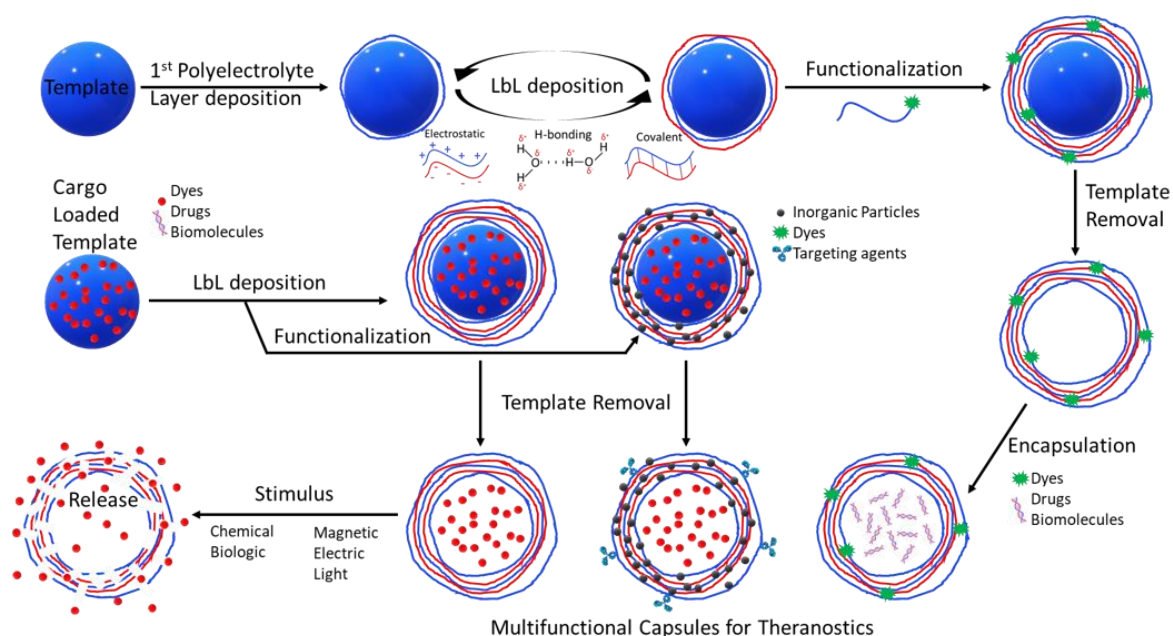 Template
1st Polyelectrolyte
Layer deposition
LbL deposition
Functionalization
Electrostatic
+ + + + +
- - - - -
H-bonding
δ+ δ- δ+
H H
O · · · · H-O
H δ+ δ-
δ+
Covalent
Template
Removal
Cargo
Loaded
Template
Dyes
Drugs
Biomolecules
LbL deposition
Functionalization
Inorganic Particles
Dyes
Targeting agents
Template Removal
Encapsulation
Dyes
Drugs
Biomolecules
Release
Stimulus
Chemical
Biologic
Magnetic
Electric
Light
Multifunctional Capsules for Theranostics